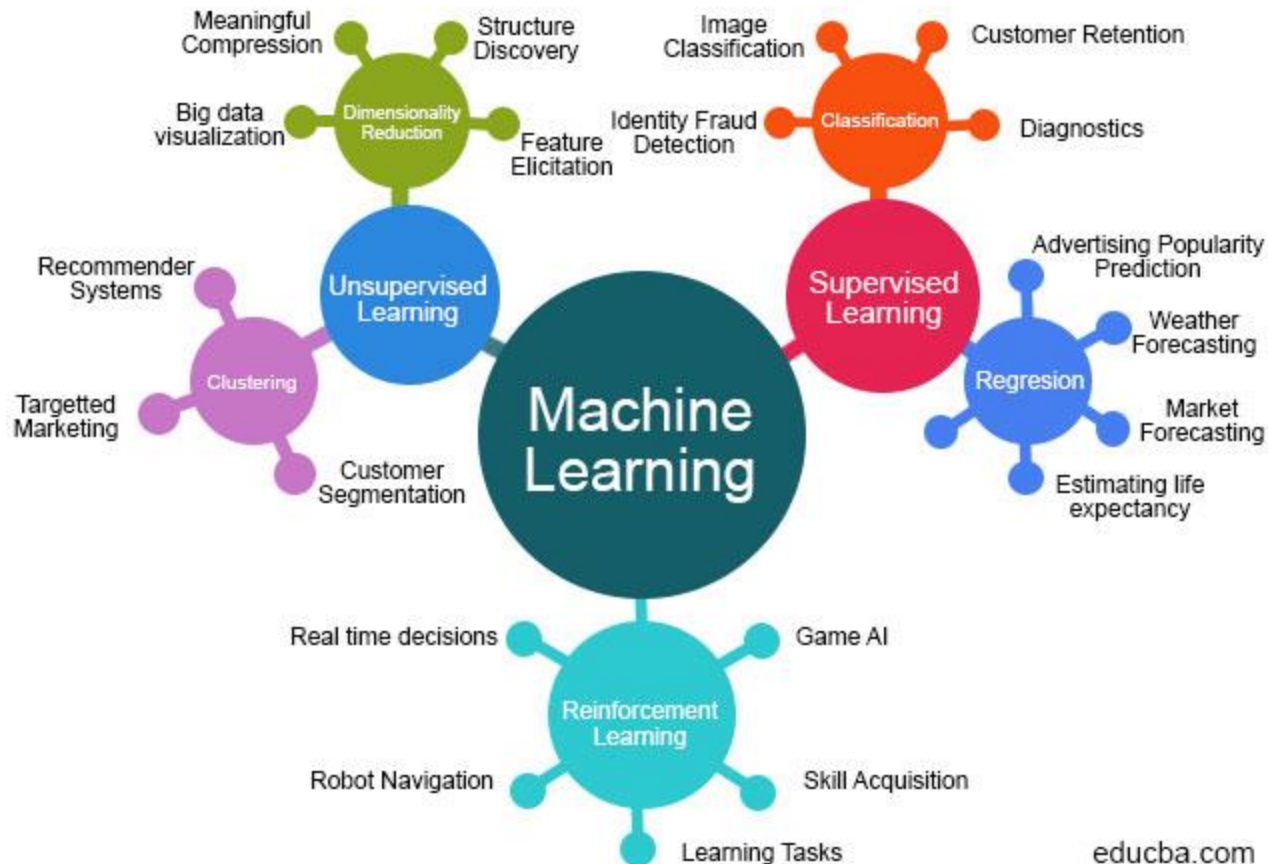 Meaningful
Compression
Structure
Discovery
Big data
visualization
Dimensionality
Reduction
Feature
Elicitation
Image
Classification
Customer Retention
Identity Fraud
Detection
Classification
Diagnostics
Recommender
Systems
Unsupervised
Learning
Supervised
Learning
Advertising Popularity
Prediction
Weather
Forecasting
Clustering
Regresion
Targetted
Marketing
Machine
Learning
Market
Forecasting
Customer
Segmentation
Estimating life
expectancy
Real time decisions
Game AI
Reinforcement
Learning
Robot Navigation
Skill Acquisition
Learning Tasks
educba.com